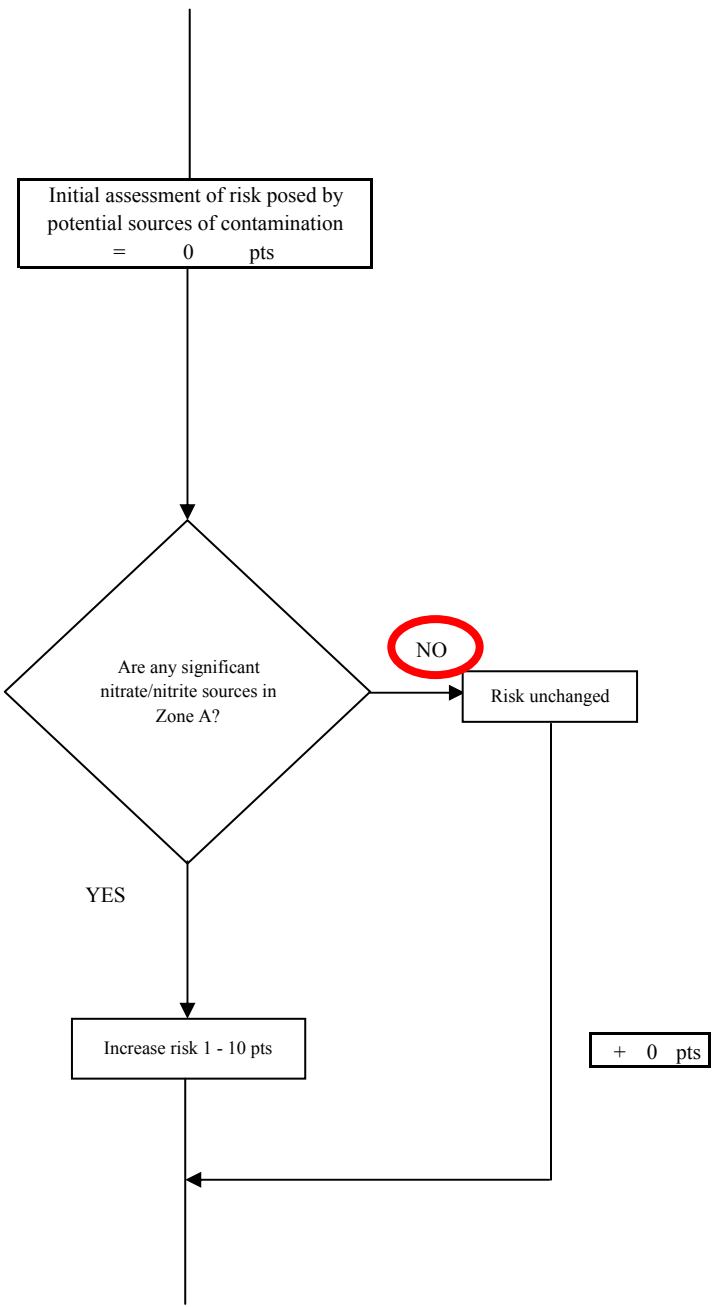 Initial assessment of risk posed by
potential sources of contamination
= 0 pts
NO
Are any significant
nitrate/nitrite sources in
Zone A?
Risk unchanged
YES
Increase risk 1 - 10 pts
+ 0 pts